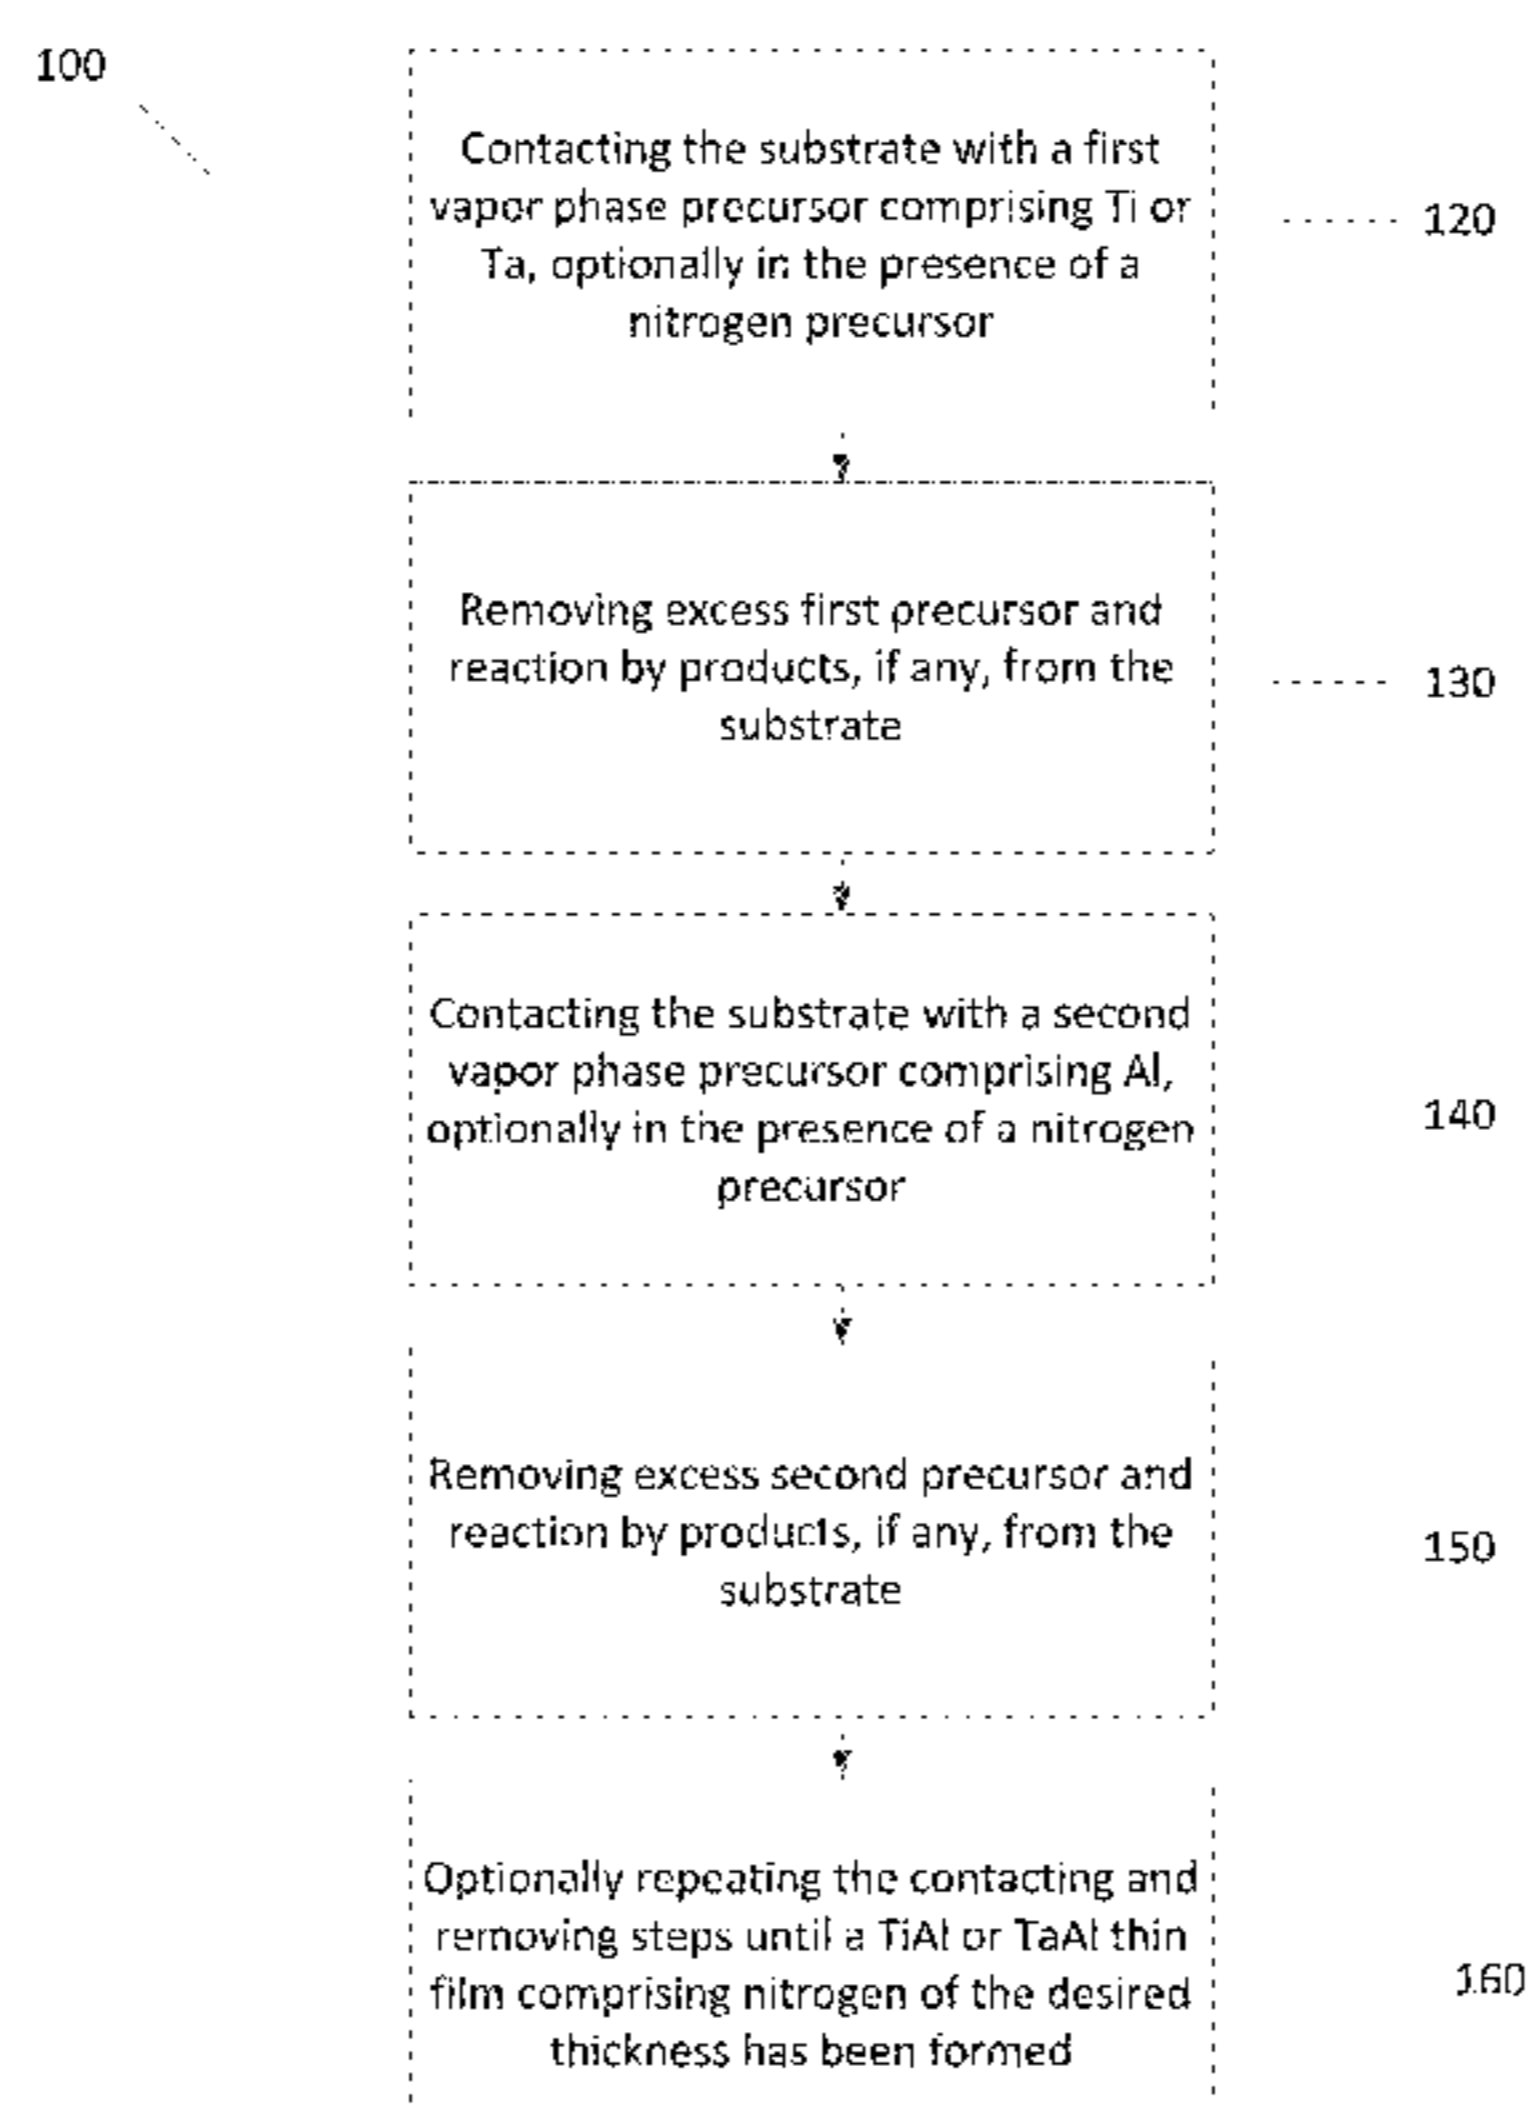 100
Contacting the substrate with a first
vapor phase precursor comprising Ti or
Ta, optionally in the presence of a
nitrogen precursor
120
Removing excess first precursor and
reaction by products, if any, from the
substrate
130
Contacting the substrate with a second
vapor phase precursor comprising Al,
optionally in the presence of a nitrogen
precursor
140
Removing excess second precursor and
reaction by products, if any, from the
substrate
150
Optionally repeating the contacting and
removing steps until a TiAl or TaAl thin
film comprising nitrogen of the desired
thickness has been formed
160